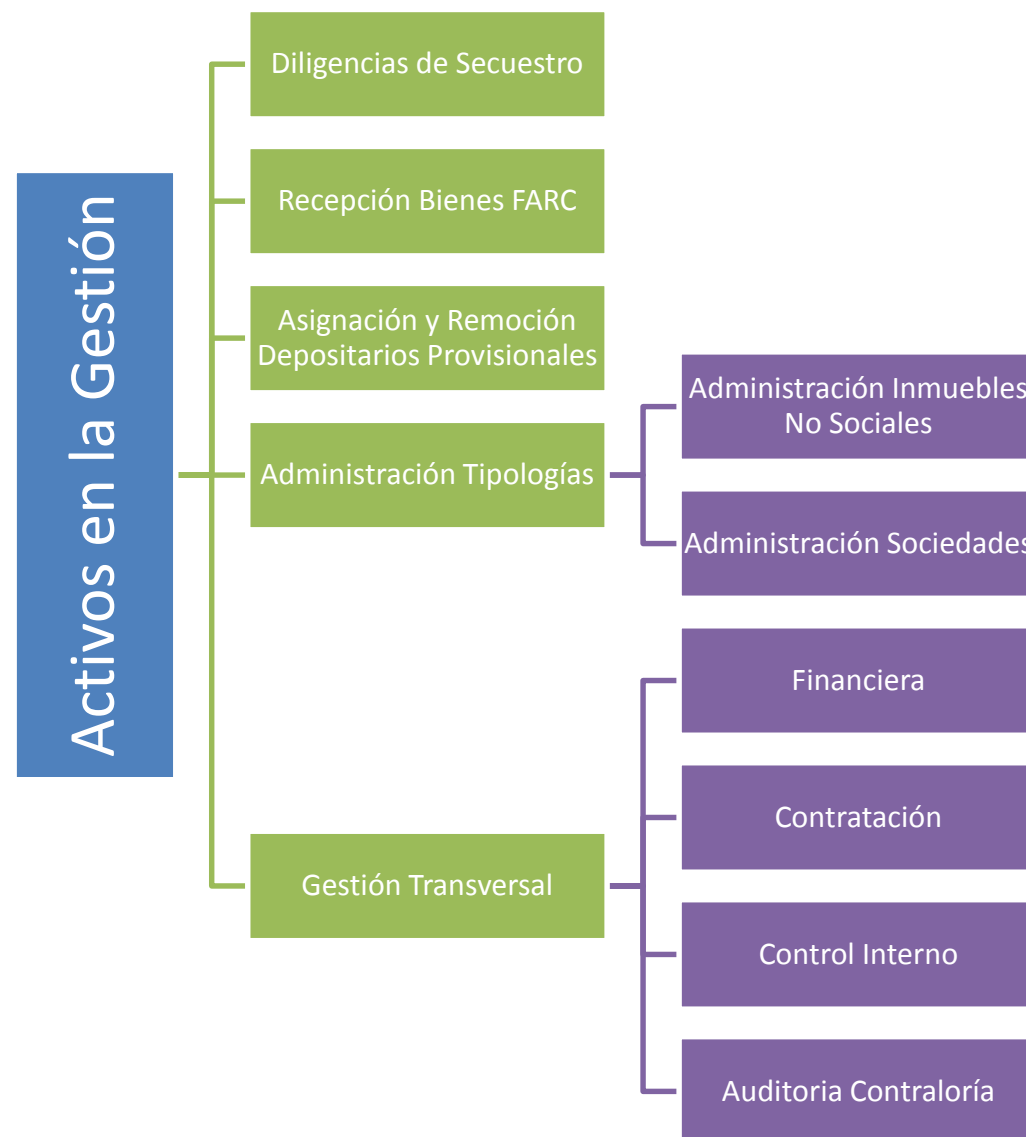 Activos en la Gestión
Diligencias de Secuestro
Recepción Bienes FARC
Asignación y Remoción
Depositarios Provisionales
Administración Tipologías
Administración Inmuebles
No Sociales
Administración Sociedades
Gestión Transversal
Financiera
Contratación
Control Interno
Auditoria Contraloría